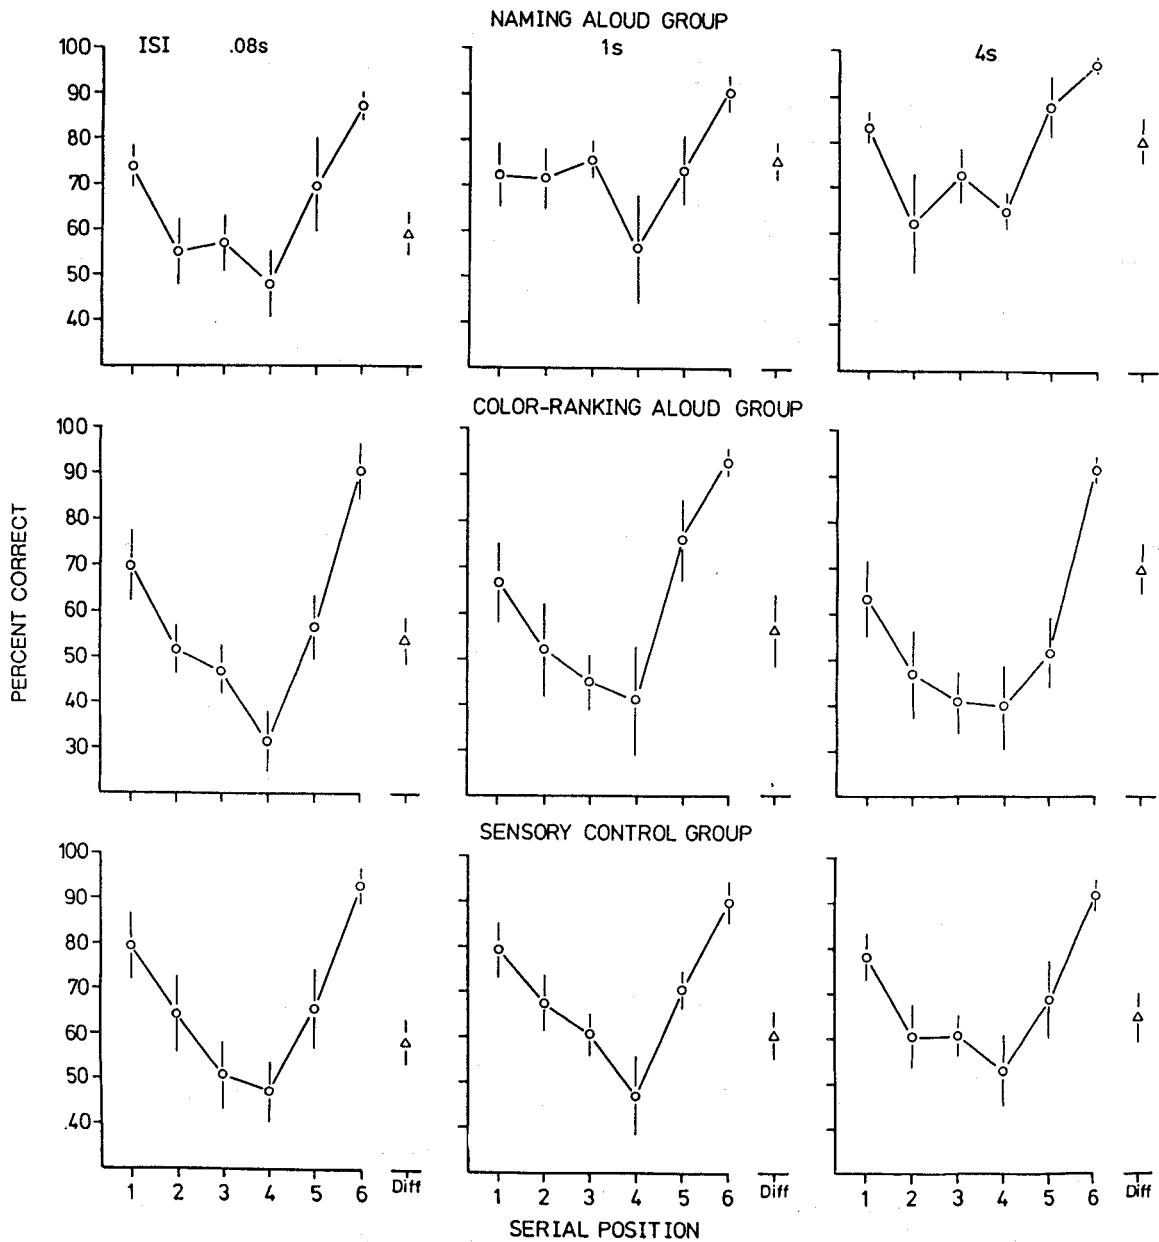 NAMING ALOUD GROUP
ISI .08s
1s
4s
100
90
80
70
60
50
40
COLOR-RANKING ALOUD GROUP
100
90
80
70
60
50
40
30
PERCENT CORRECT
SENSORY CONTROL GROUP
100
90
80
70
60
50
.40
1 2 3 4 5 6 Diff
1 2 3 4 5 6 Diff
1 2 3 4 5 6 Diff
SERIAL POSITION